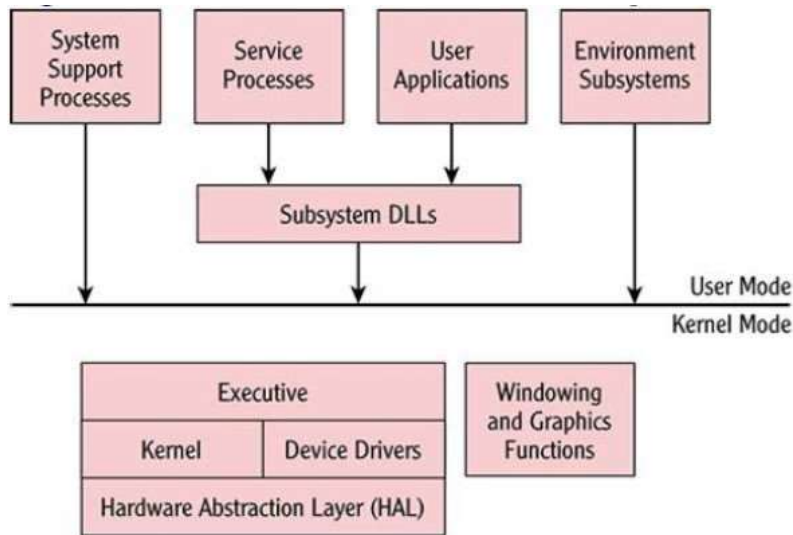 System
Support
Processes
Service
Processes
User
Applications
Environment
Subsystems
Subsystem DLLs
User Mode
Kernel Mode
Executive
Kernel
Device Drivers
Hardware Abstraction Layer (HAL)
Windowing
and Graphics
Functions